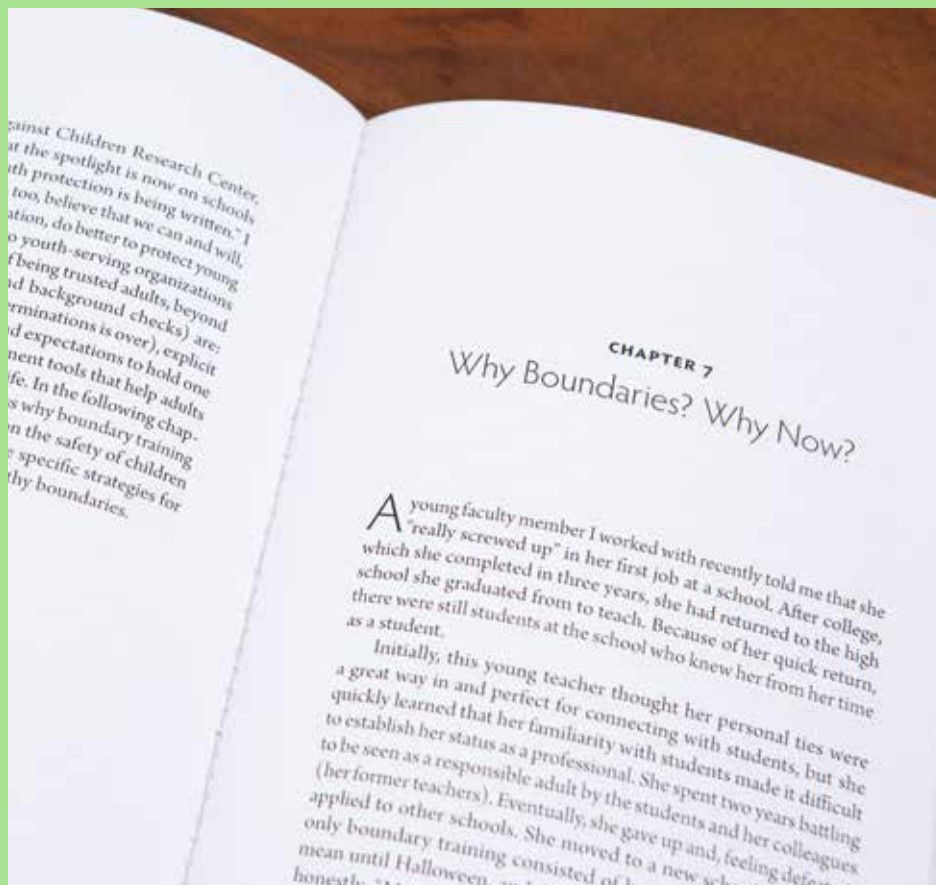 ainst Children Research Center,
at the spotlight is now on schools
uth protection is being written." I
too, believe that we can and will,
ation, do better to protect young
o youth-serving organizations
f being trusted adults, beyond
nd background checks) are:
erminations is over), explicit
d expectations to hold one
ment tools that help adults
ife. In the following chap-
s why boundary training
n the safety of children
e specific strategies for
thy boundaries.
CHAPTER 7
Why Boundaries? Why Now?
A young faculty member I worked with recently told me that she
"really screwed up" in her first job at a school. After college,
which she completed in three years, she had returned to the high
school she graduated from to teach. Because of her quick return,
there were still students at the school who knew her from her time
as a student.
Initially, this young teacher thought her personal ties were
a great way in and perfect for connecting with students, but she
quickly learned that her familiarity with students made it difficult
to establish her status as a professional. She spent two years battling
to be seen as a responsible adult by the students and her colleagues
(her former teachers). Eventually, she gave up and, feeling
applied to other schools. She moved to a new
only boundary training consisted of
mean until Halloween,
honestly,